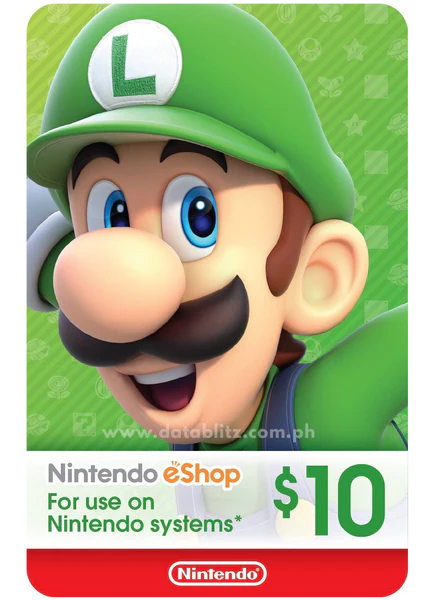 L
www.datablitz.com.ph
Nintendo eShop
$10
For use on
Nintendo systems*
Nintendo